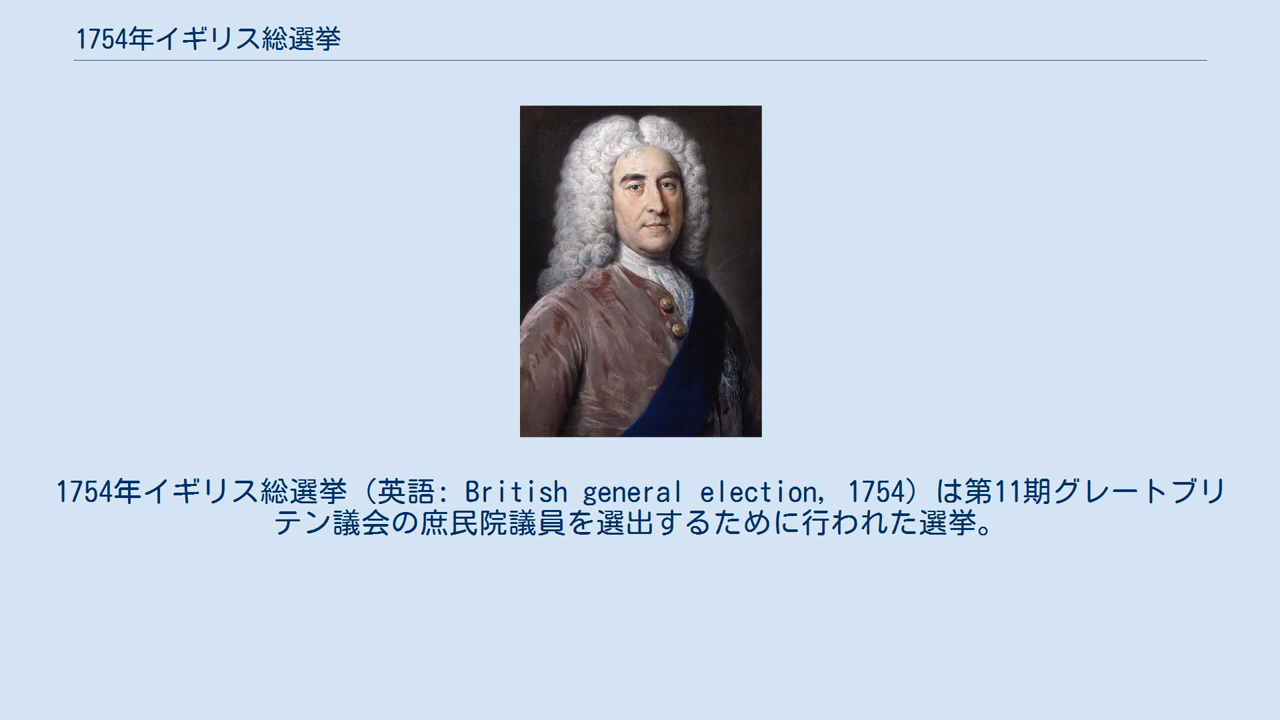 1754年イギリス総選挙
1754年イギリス総選挙（英語: British general election, 1754）は第11期グレートブリ
テン議会の庶民院議員を選出するために行われた選挙。